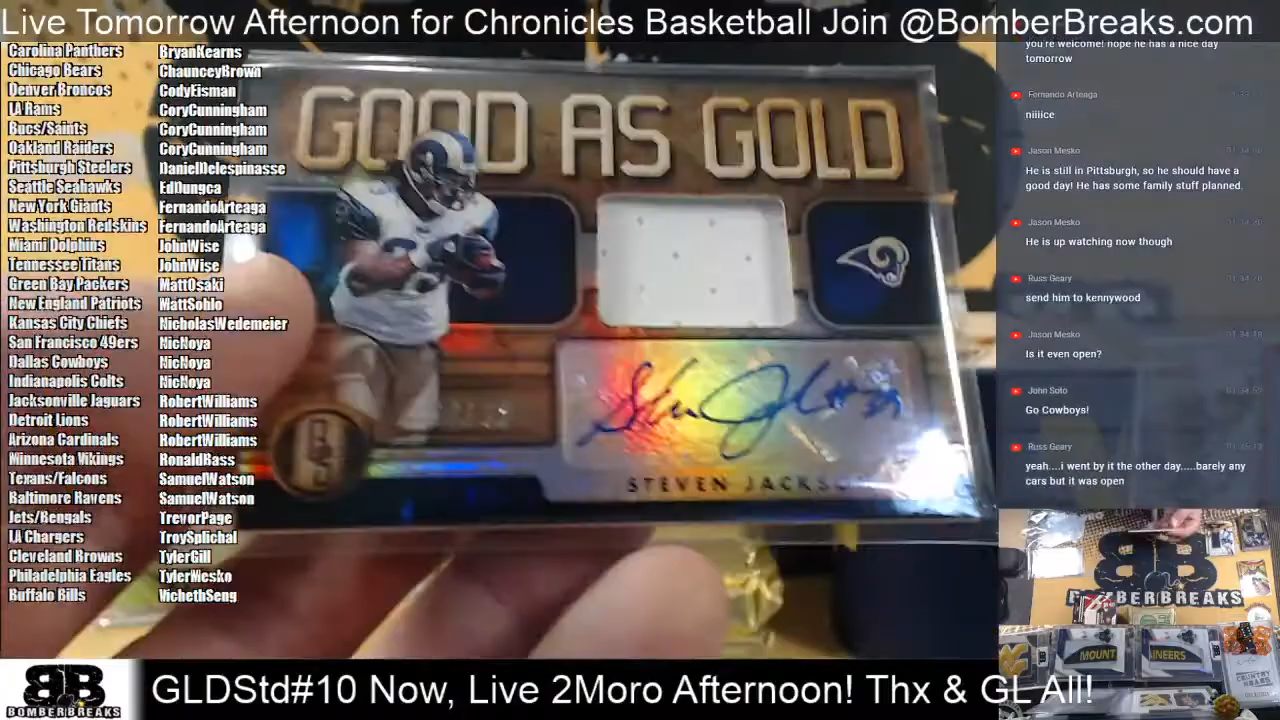 Live Tomorrow Afternoon for Chronicles Basketball Join @BomberBreaks.com
Carolina Panthers BryanKearns
Chicago Bears ChaunceyBrown
Denver Broncos CodyEisman
LA Rams CoryCunningham
Bucs/Saints CoryCunningham
Oakland Raiders CoryCunningham
Pittsburgh Steelers DanielDelespinasse
Seattle Seahawks EdDungca
New York Giants FernandoArteaga
Washington Redskins FernandoArteaga
Miami Dolphins JohnWise
Tennessee Titans JohnWise
Green Bay Packers MattOsaki
New England Patriots MattSohlo
Kansas City Chiefs NicholasWedemeier
San Francisco 49ers NicNoya
Dallas Cowboys NicNoya
Indianapolis Colts NicNoya
Jacksonville Jaguars RobertWilliams
Detroit Lions RobertWilliams
Arizona Cardinals RobertWilliams
Minnesota Vikings RonaldBass
Texans/Falcons SamuelWatson
Baltimore Ravens SamuelWatson
Jets/Bengals TrevorPage
LA Chargers TroySplichal
Cleveland Browns TylerGill
Philadelphia Eagles TylerMesko
Buffalo Bills VichethSeng
GOOD AS GOLD
STEVEN JACKSON
you're welcome! hope he has a nice day
tomorrow
Fernando Arteaga
niiiice
Jason Mesko
He is still in Pittsburgh, so he should have a
good day! He has some family stuff planned.
Jason Mesko
He is up watching now though
Russ Geary
send him to kennywood
Jason Mesko
Is it even open?
John Soto
Go Cowboys!
Russ Geary
yeah....i went by it the other day.....barely any
cars but it was open
BOMBERBREAKS
MOUNT
AINEERS
BOMBERBREAKS
GLDStd#10 Now, Live 2Moro Afternoon! Thx & GL All!